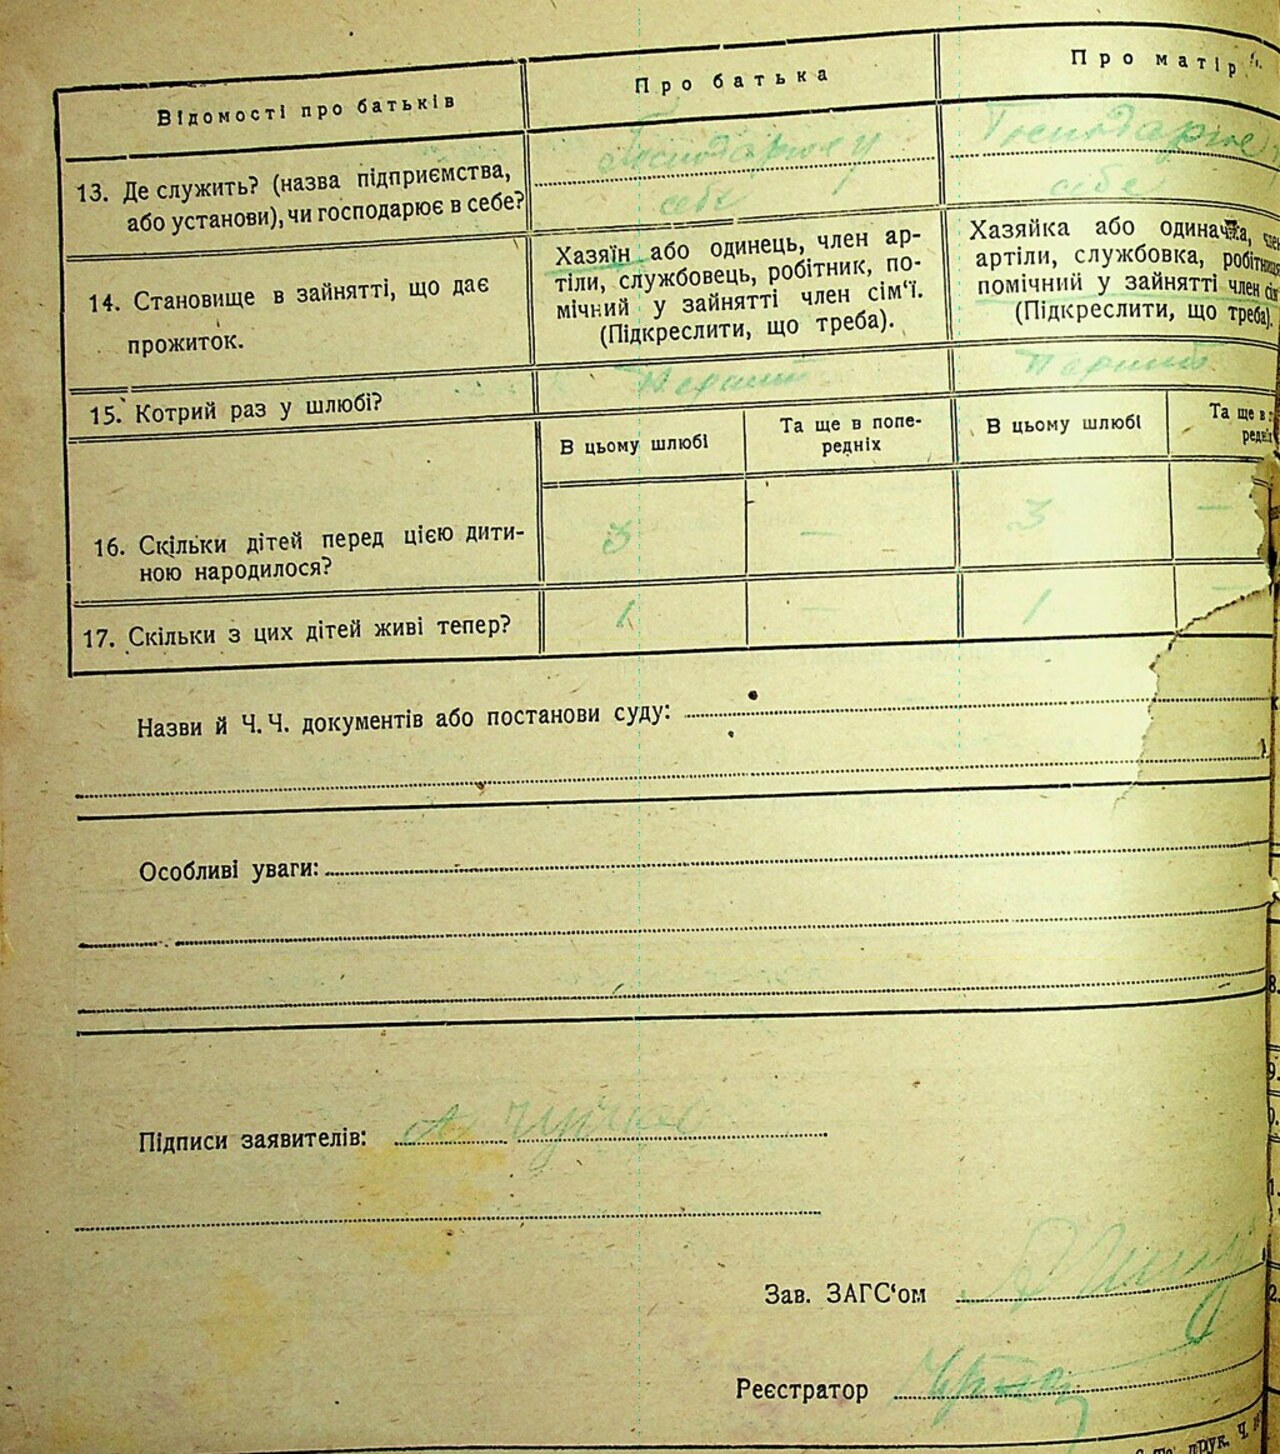 Відомості про батьків
Про батька
Про матір
13. Де служить? (назва підприємства,
або установи), чи господарює в себе?
Господарює у
себе
Господарює
себе
14. Становище в зайнятті, що дає
прожиток.
Хазяїн або одинець, член ар-
тіли, службовець, робітник, по-
мічний у зайнятті член сім‘ї.
(Підкреслити, що треба).
Хазяйка або одиначка, член
артіли, службовка, робітниця
помічний у зайнятті член сім
(Підкреслити, що треба).
15. Котрий раз у шлюбі?
Перший
Перший
В цьому шлюбі
Та ще в попе-
редніх
В цьому шлюбі
Та ще в п
редніх
16. Скільки дітей перед цією дити-
ною народилося?
3
—
3
—
17. Скільки з цих дітей живі тепер?
1
—
1
—
Назви й Ч. Ч. документів або постанови суду:
Особливі уваги:
Підписи заявителів:
Зав. ЗАГС‘ом
Реєстратор
друк. Ч.